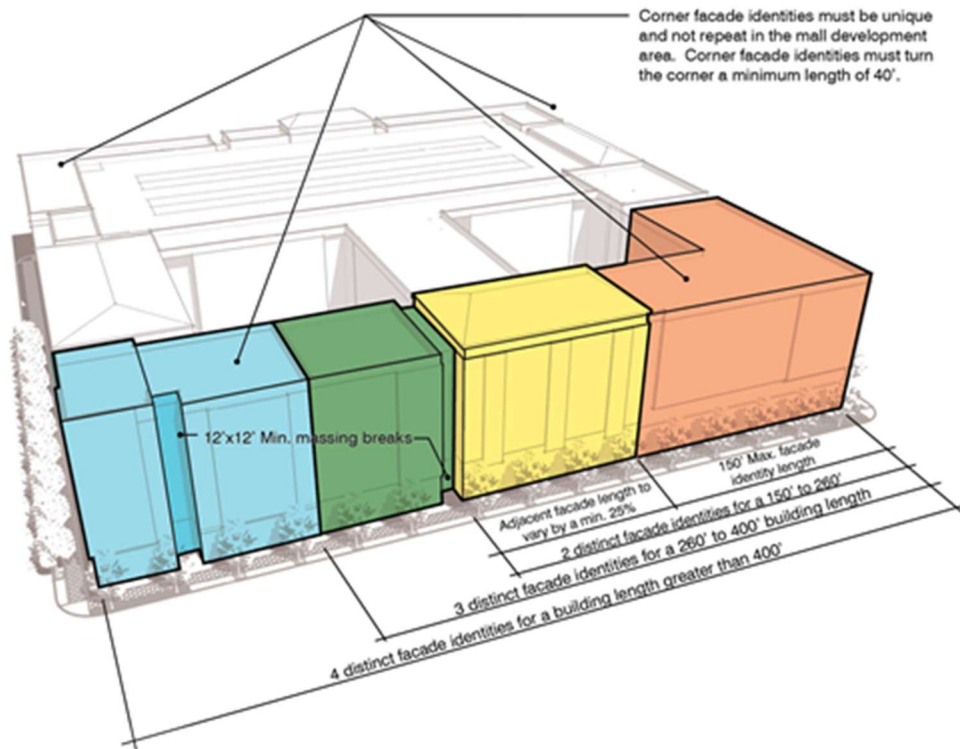 Corner facade identities must be unique
and not repeat in the mall development
area. Corner facade identities must turn
the corner a minimum length of 40'.
12'x12' Min. massing breaks
150' Max. facade
identity length
Adjacent facade length to
vary by a min. 25%
2 distinct facade identities for a 150' to 260'
3 distinct facade identities for a 260' to 400' building length
4 distinct facade identities for a building length greater than 400'